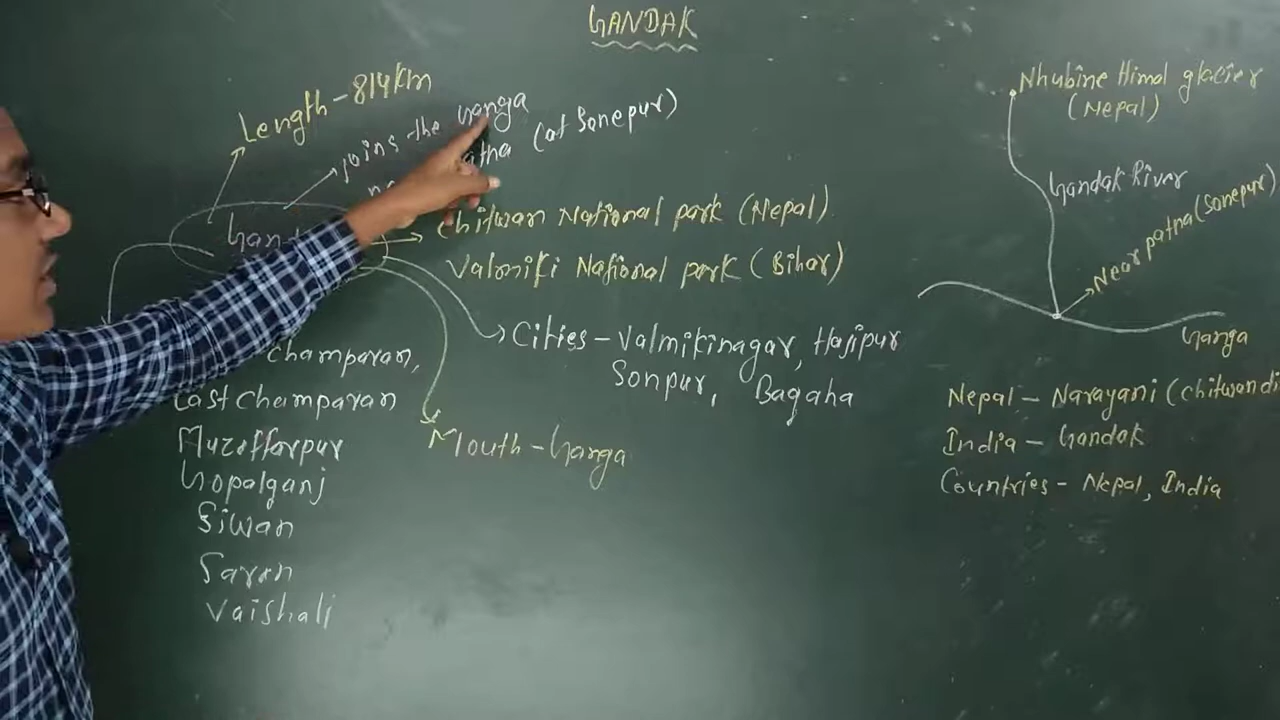 GANDAK
Length - 814km
joins the Ganga
(at Sonepur)
Chitwan National park (Nepal)
Valmiki National park (Bihar)
Cities - Valmikinagar, Hajipur
Sonpur, Bagaha
Mouth - Ganga
champaran,
East champaran
Muzaffarpur
Gopalganj
Siwan
Saran
Vaishali
Nhubine Himal glacier
(Nepal)
Gandak River
Near patna (Sonepur)
Ganga
Nepal - Narayani (chitwan
India - Gandak
Countries - Nepal, India